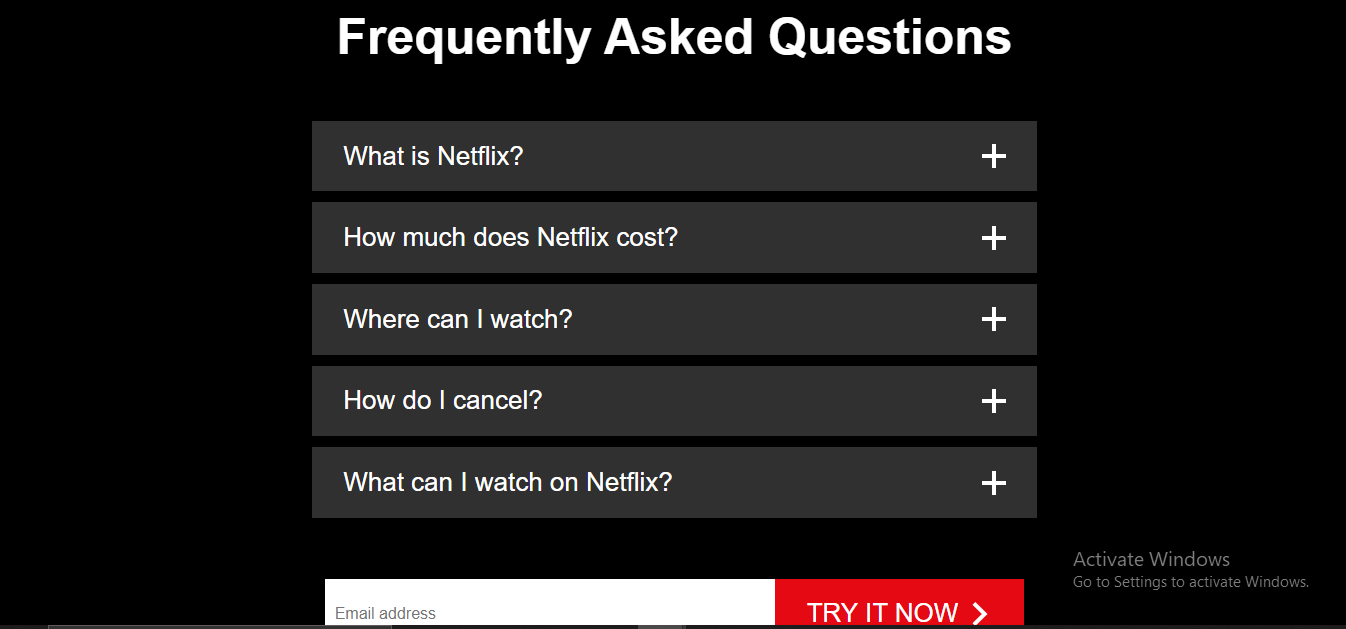 Frequently Asked Questions
What is Netflix?
How much does Netflix cost?
Where can I watch?
How do I cancel?
What can I watch on Netflix?
Activate Windows
Go to Settings to activate Windows.
Email address
TRY IT NOW